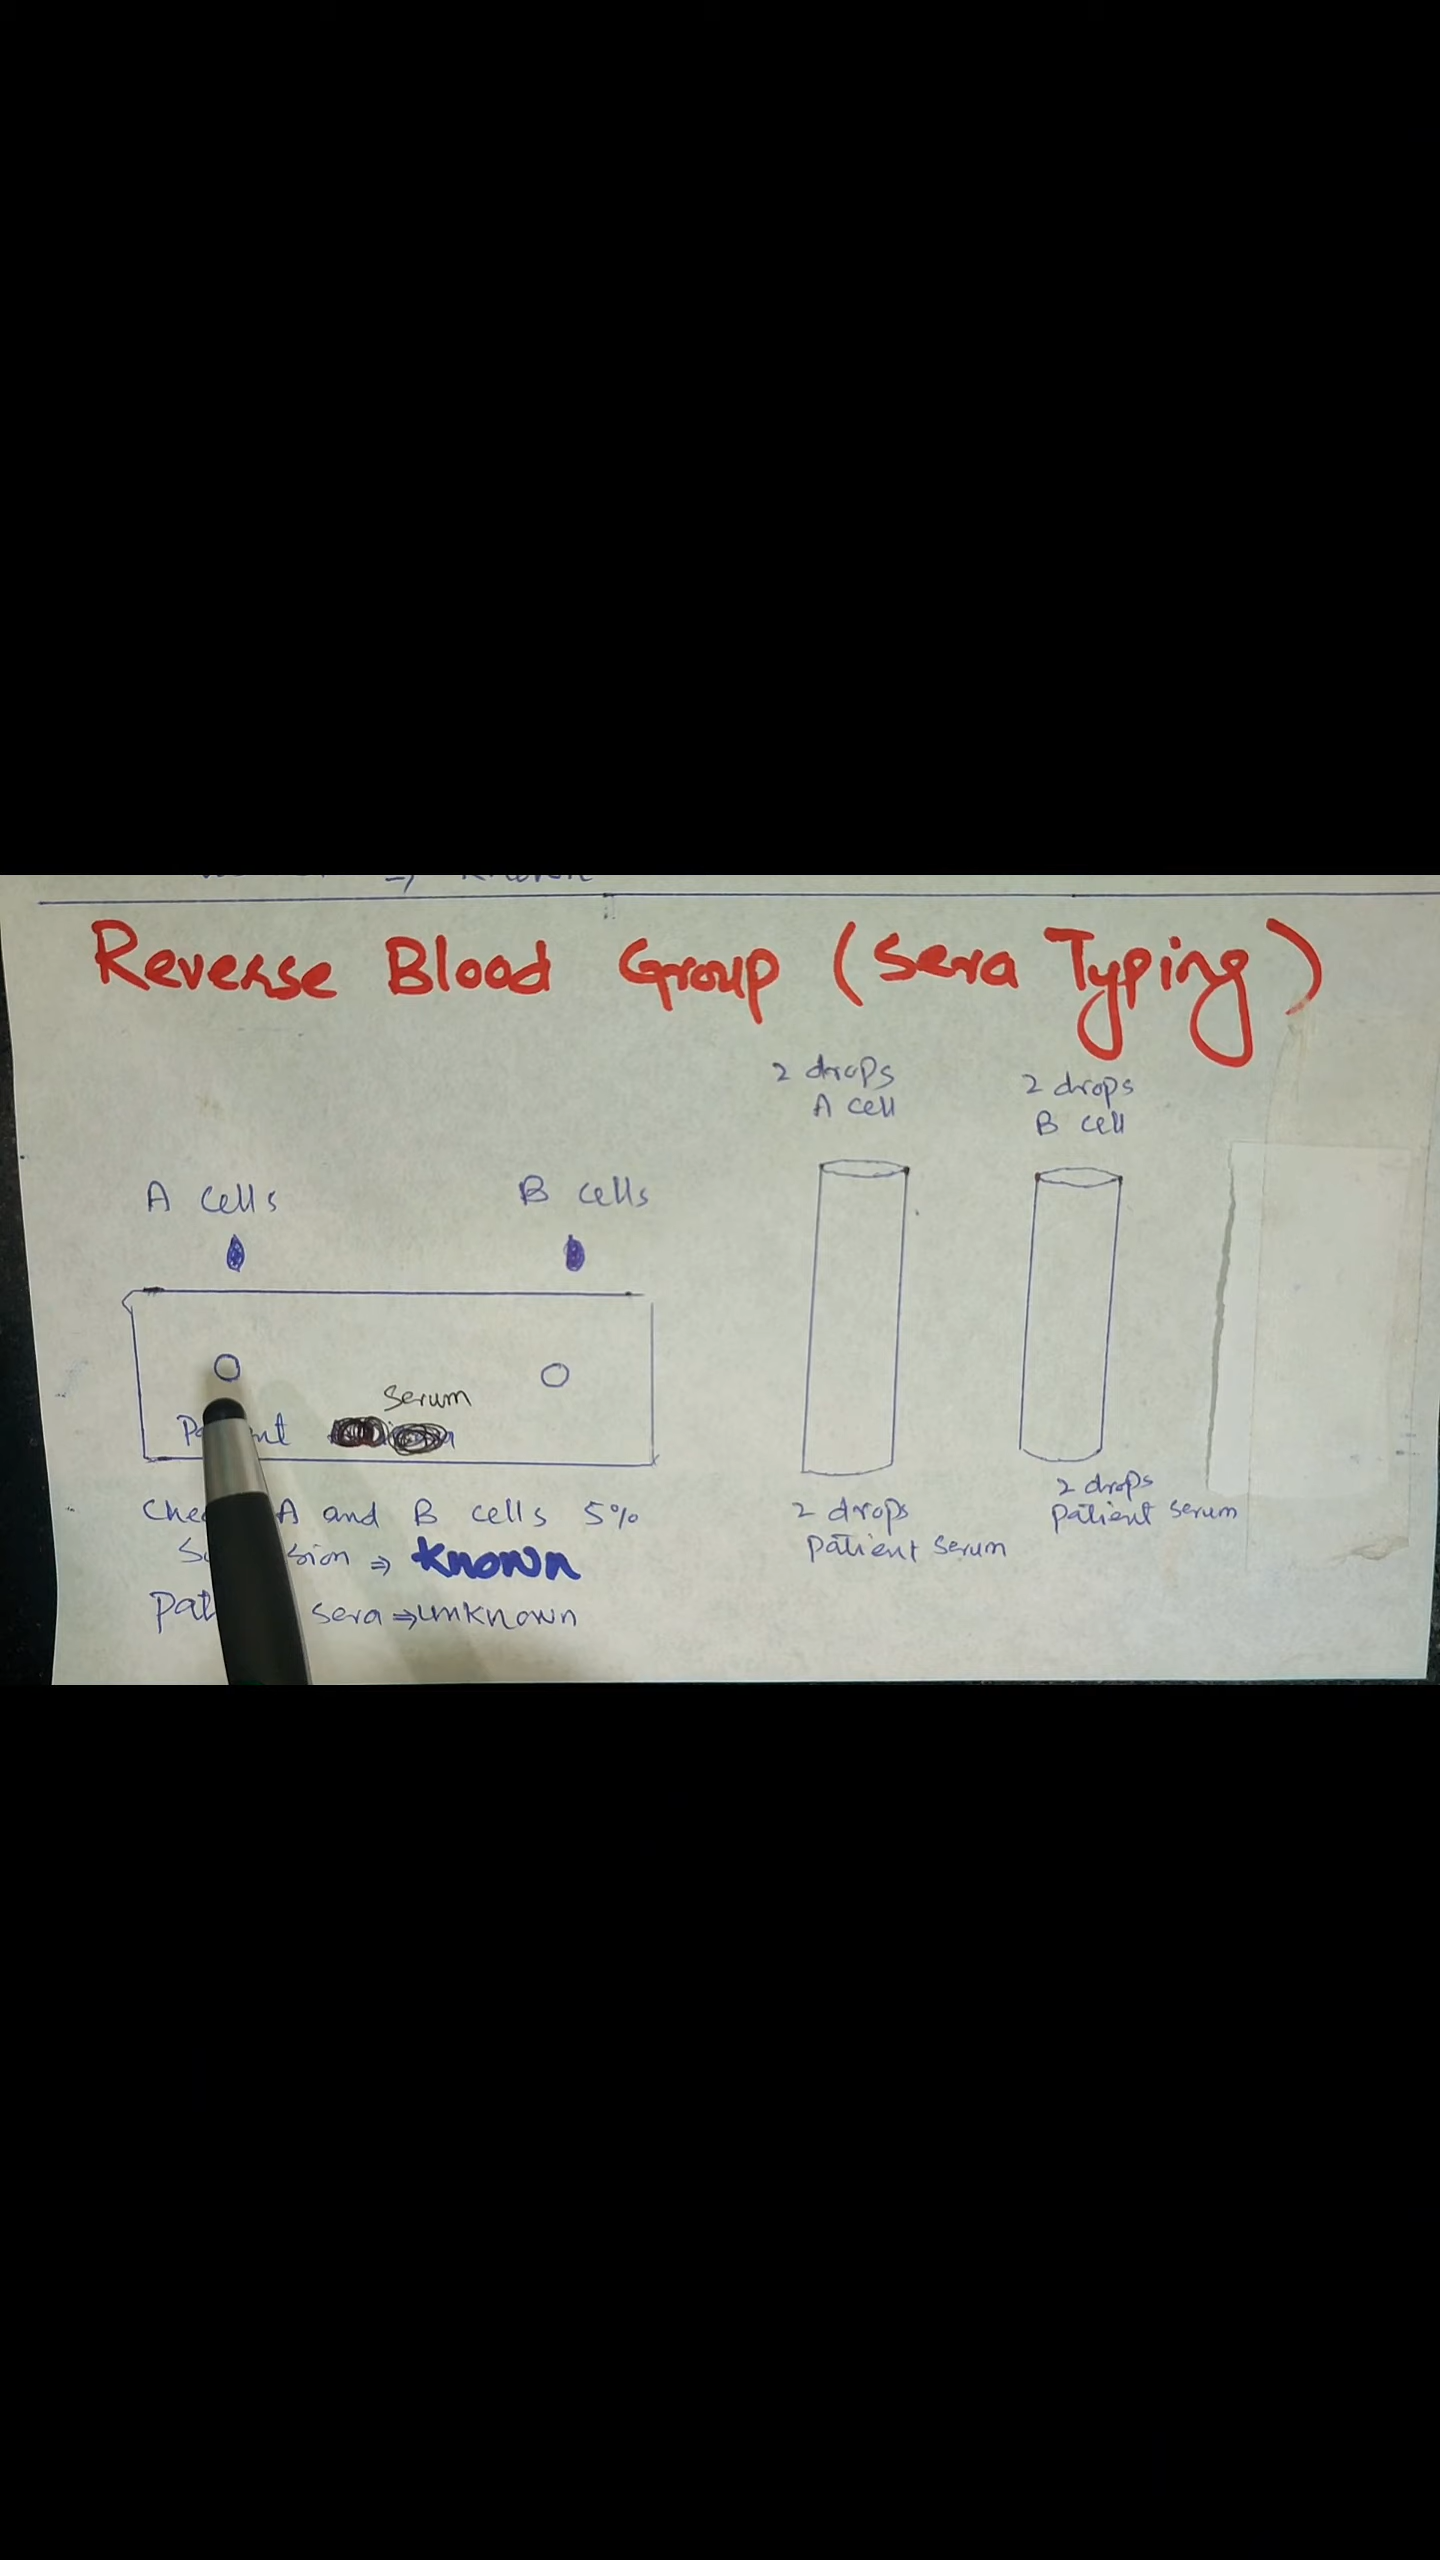 Known
Reverse Blood Group (Sera Typing)
2 drops
A cell
2 drops
B cell
A cells
B cells
Serum
A and B cells 5%
⇒ Known
sera ⇒ unknown
2 drops
Patient Serum
2 drops
Patient Serum